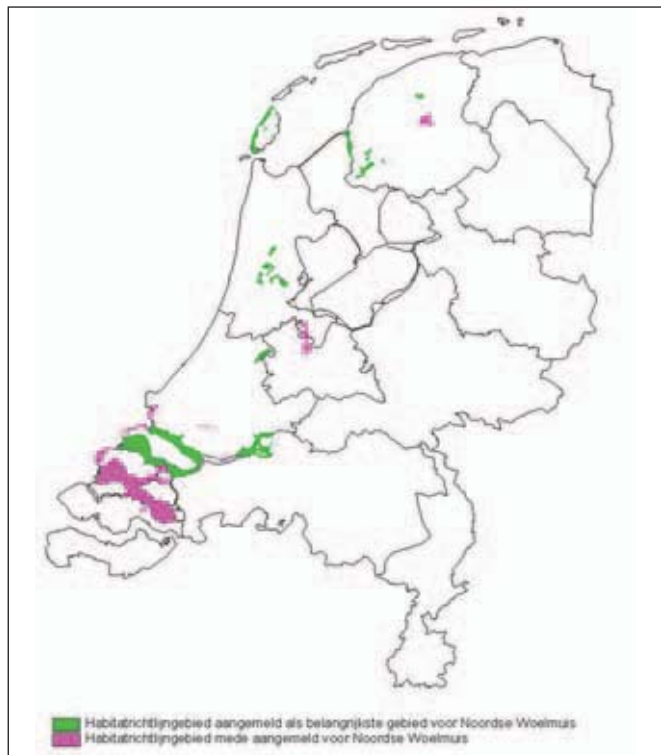 Habitatrichtlijngebied aangemeld als belangrijkste gebied voor Noordse Woelmuis
Habitatrichtlijngebied mede aangemeld voor Noordse Woelmuis